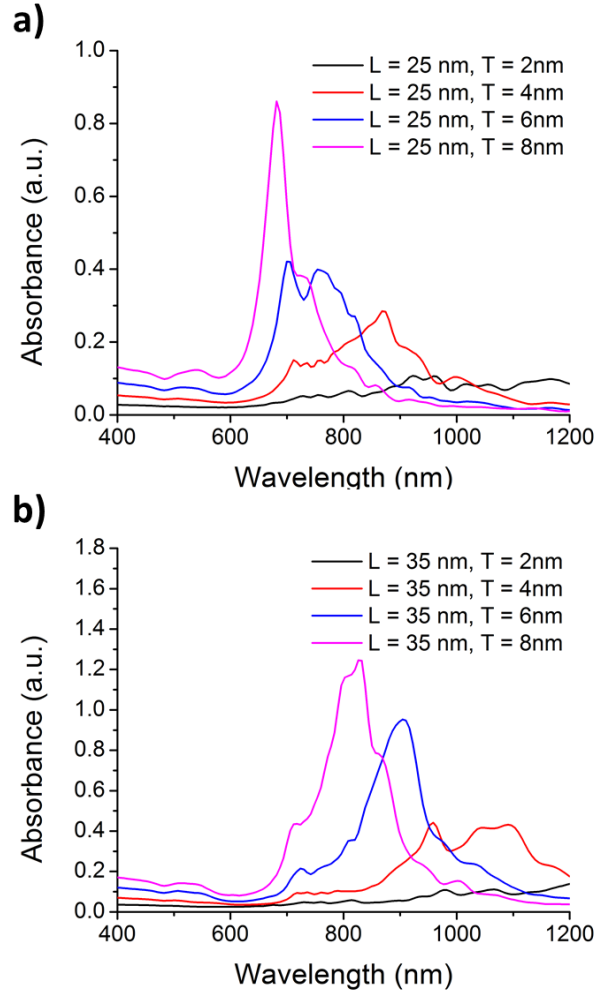 a)
1.0
0.8
0.6
0.4
0.2
0.0
Absorbance (a.u.)
L = 25 nm, T = 2nm
L = 25 nm, T = 4nm
L = 25 nm, T = 6nm
L = 25 nm, T = 8nm
400 600 800 1000 1200
Wavelength (nm)
b)
1.8
1.6
1.4
1.2
1.0
0.8
0.6
0.4
0.2
0.0
Absorbance (a.u.)
L = 35 nm, T = 2nm
L = 35 nm, T = 4nm
L = 35 nm, T = 6nm
L = 35 nm, T = 8nm
400 600 800 1000 1200
Wavelength (nm)